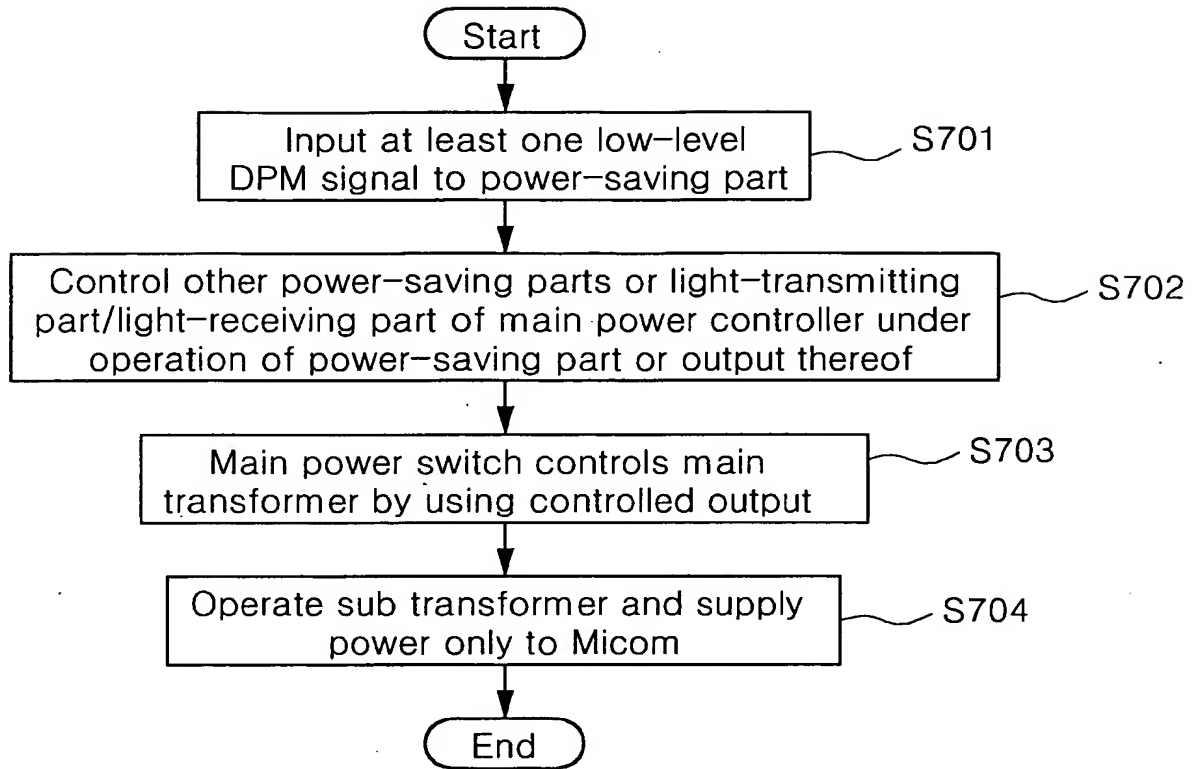 Start
Input at least one low-level
DPM signal to power-saving part
S701
Control other power-saving parts or light-transmitting
part/light-receiving part of main power controller under
operation of power-saving part or output thereof
S702
Main power switch controls main
transformer by using controlled output
S703
Operate sub transformer and supply
power only to Micom
S704
End